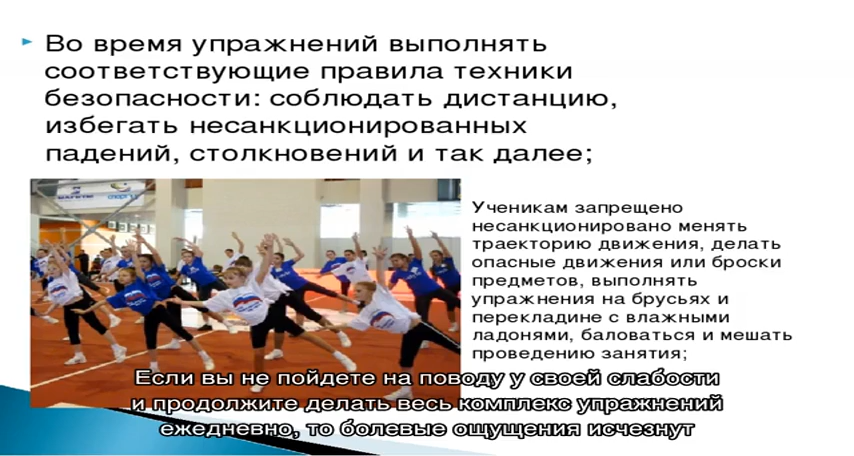 Во время упражнений выполнять
соответствующие правила техники
безопасности: соблюдать дистанцию,
избегать несанкционированных
падений, столкновений и так далее;
Ученикам запрещено
несанкционировано менять
траекторию движения, делать
опасные движения или броски
предметов, выполнять
упражнения на брусьях и
перекладине с влажными
ладонями, баловаться и мешать
проведению занятия;
Если вы не пойдете на поводу у своей слабости
и продолжите делать весь комплекс упражнений
ежедневно, то болевые ощущения исчезнут